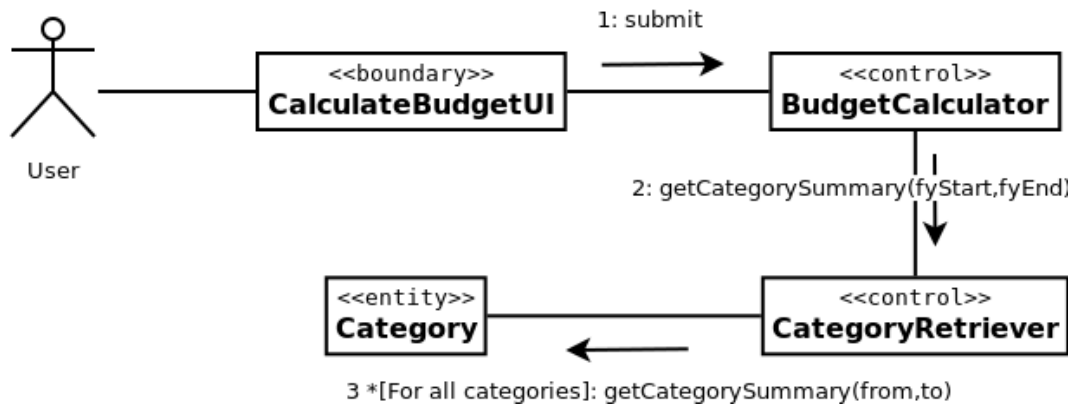 1: submit
<<boundary>>
CalculateBudgetUI
<<control>>
BudgetCalculator
User
2: getCategorySummary(fyStart,fyEnd)
<<entity>>
Category
<<control>>
CategoryRetriever
3 *[For all categories]: getCategorySummary(from,to)